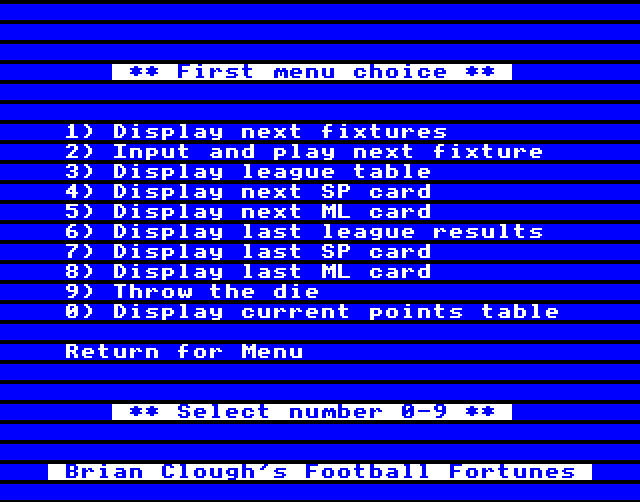 ** First menu choice **
1) Display next fixtures
2) Input and play next fixture
3) Display league table
4) Display next SP card
5) Display next ML card
6) Display last league results
7) Display last SP card
8) Display last ML card
9) Throw the die
0) Display current points table
Return for Menu
** Select number 0-9 **
Brian Clough's Football Fortunes